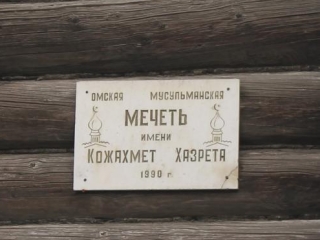 ОМСКАЯ МУСУЛЬМАНСКАЯ
МЕЧЕТЬ
ИМЕНИ
КОЖАХМЕТ ХАЗРЕТА
1990 г.